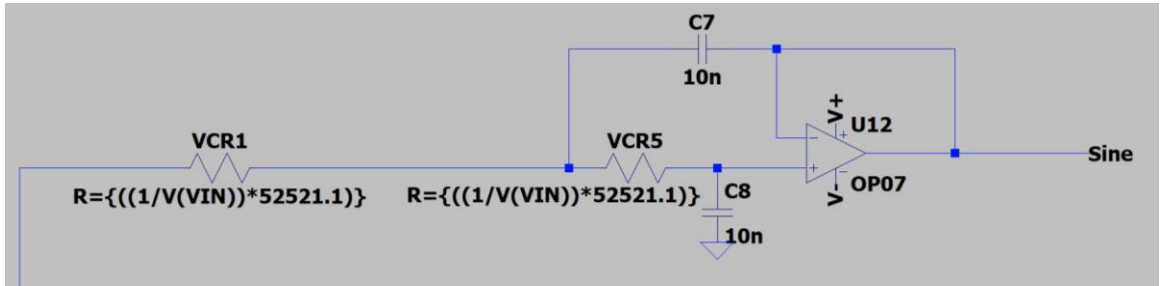 C7
10n
VCR1
R={((1/V(VIN))*52521.1)}
VCR5
R={((1/V(VIN))*52521.1)}
C8
10n
V+
U12
OP07
V-
Sine